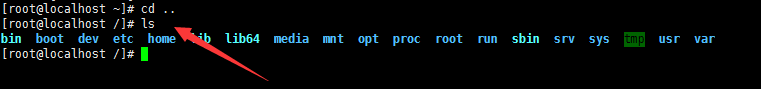 [root@localhost ~]# cd ..
[root@localhost /]# ls
bin boot dev etc home lib lib64 media mnt opt proc root run sbin srv sys tmp usr var
[root@localhost /]#